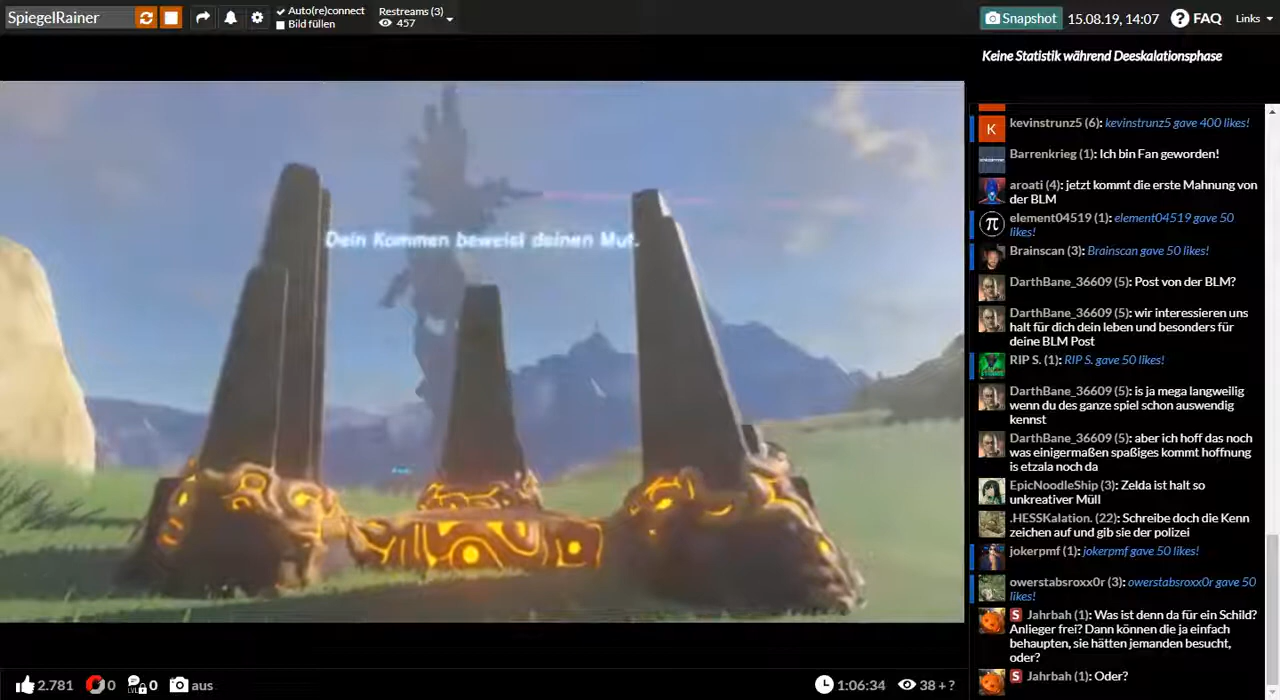 SpiegelRainer
Auto(re)connect
Bild füllen
Restreams (3)
457
Snapshot
15.08.19, 14:07
FAQ
Links
Keine Statistik während Deeskalationsphase
Dein Kommen beweist deinen Mut.
K
kevinstrunz5 (6): kevinstrunz5 gave 400 likes!
Barrenkrieg (1): Ich bin Fan geworden!
aroati (4): jetzt kommt die erste Mahnung von
der BLM
π
element04519 (1): element04519 gave 50
likes!
Brainscan (3): Brainscan gave 50 likes!
DarthBane_36609 (5): Post von der BLM?
DarthBane_36609 (5): wir interessieren uns
halt für dich dein leben und besonders für
deine BLM Post
RIP S. (1): RIP S. gave 50 likes!
DarthBane_36609 (5): is ja mega langweilig
wenn du des ganze spiel schon auswendig
kennst
DarthBane_36609 (5): aber ich hoff das noch
was einigermaßen spaßiges kommt hoffnung
is etzala noch da
EpicNoodleShip (3): Zelda ist halt so
unkreativer Müll
.HESSKalation. (22): Schreibe doch die Kenn
zeichen auf und gib sie der polizei
jokerpmf (1): jokerpmf gave 50 likes!
owerstabsroxx0r (3): owerstabsroxx0r gave 50
likes!
S Jahrbah (1): Was ist denn da für ein Schild?
Anlieger frei? Dann können die ja einfach
behaupten, sie hätten jemanden besucht,
oder?
S Jahrbah (1): Oder?
2.781
0
LVL
0
aus
1:06:34
38 + ?